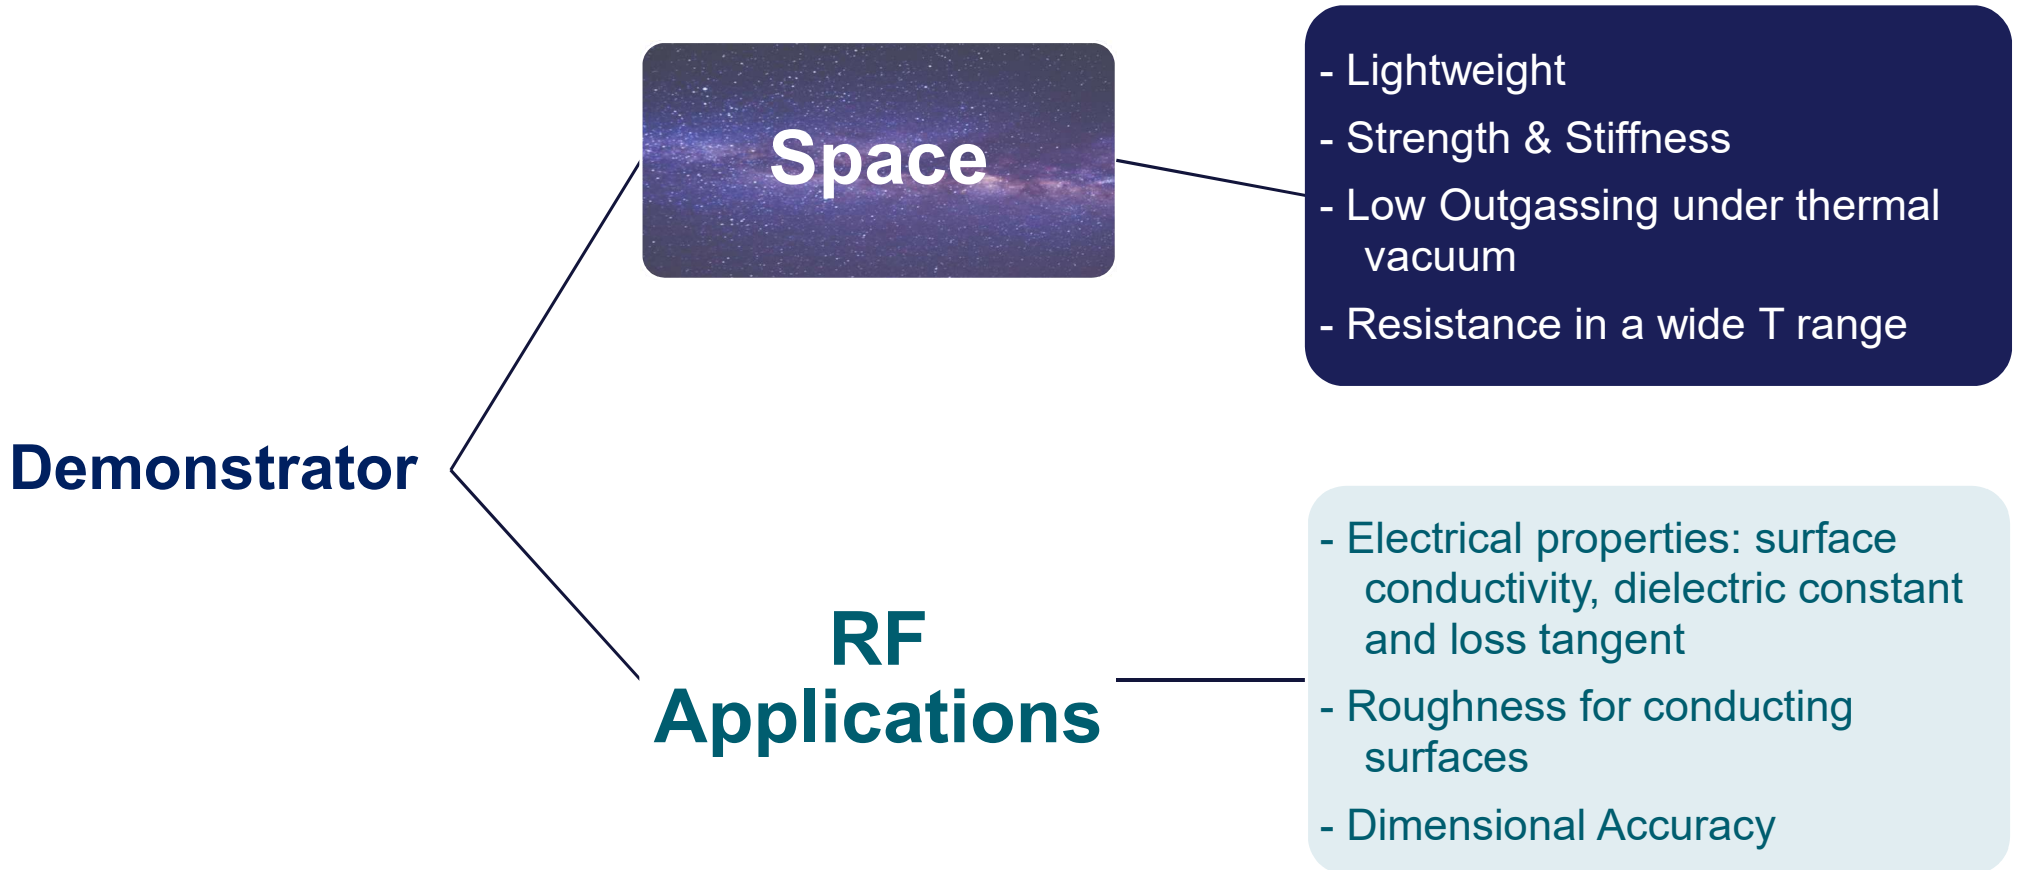 Space
- Lightweight
- Strength & Stiffness
- Low Outgassing under thermal
vacuum
- Resistance in a wide T range
Demonstrator
RF
Applications
- Electrical properties: surface
conductivity, dielectric constant
and loss tangent
- Roughness for conducting
surfaces
- Dimensional Accuracy